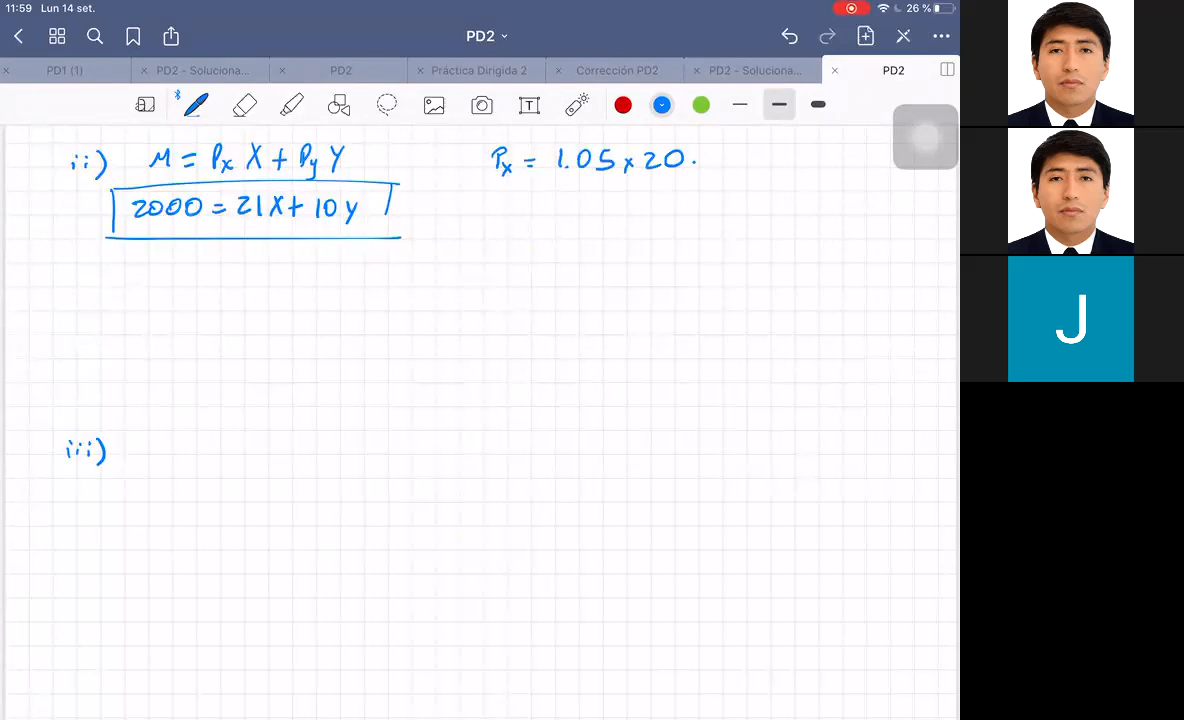 11:59 Lun 14 set.
26 %
PD2
PD1 (1)
PD2 - Soluciona...
PD2
Práctica Dirigida 2
Corrección PD2
PD2 - Soluciona...
PD2
T
ii) M = Px X + Py Y
Px = 1.05 x 20.
2000 = 21X + 10Y
iii)
J